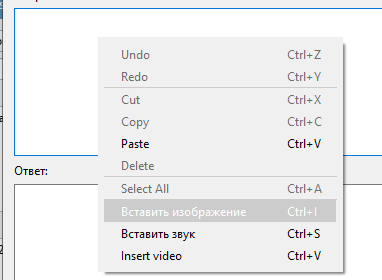 Undo Ctrl+Z
Redo Ctrl+Y
Cut Ctrl+X
Copy Ctrl+C
Paste Ctrl+V
Delete
Ответ:
Select All Ctrl+A
Вставить изображение Ctrl+I
Вставить звук Ctrl+S
Insert video Ctrl+V